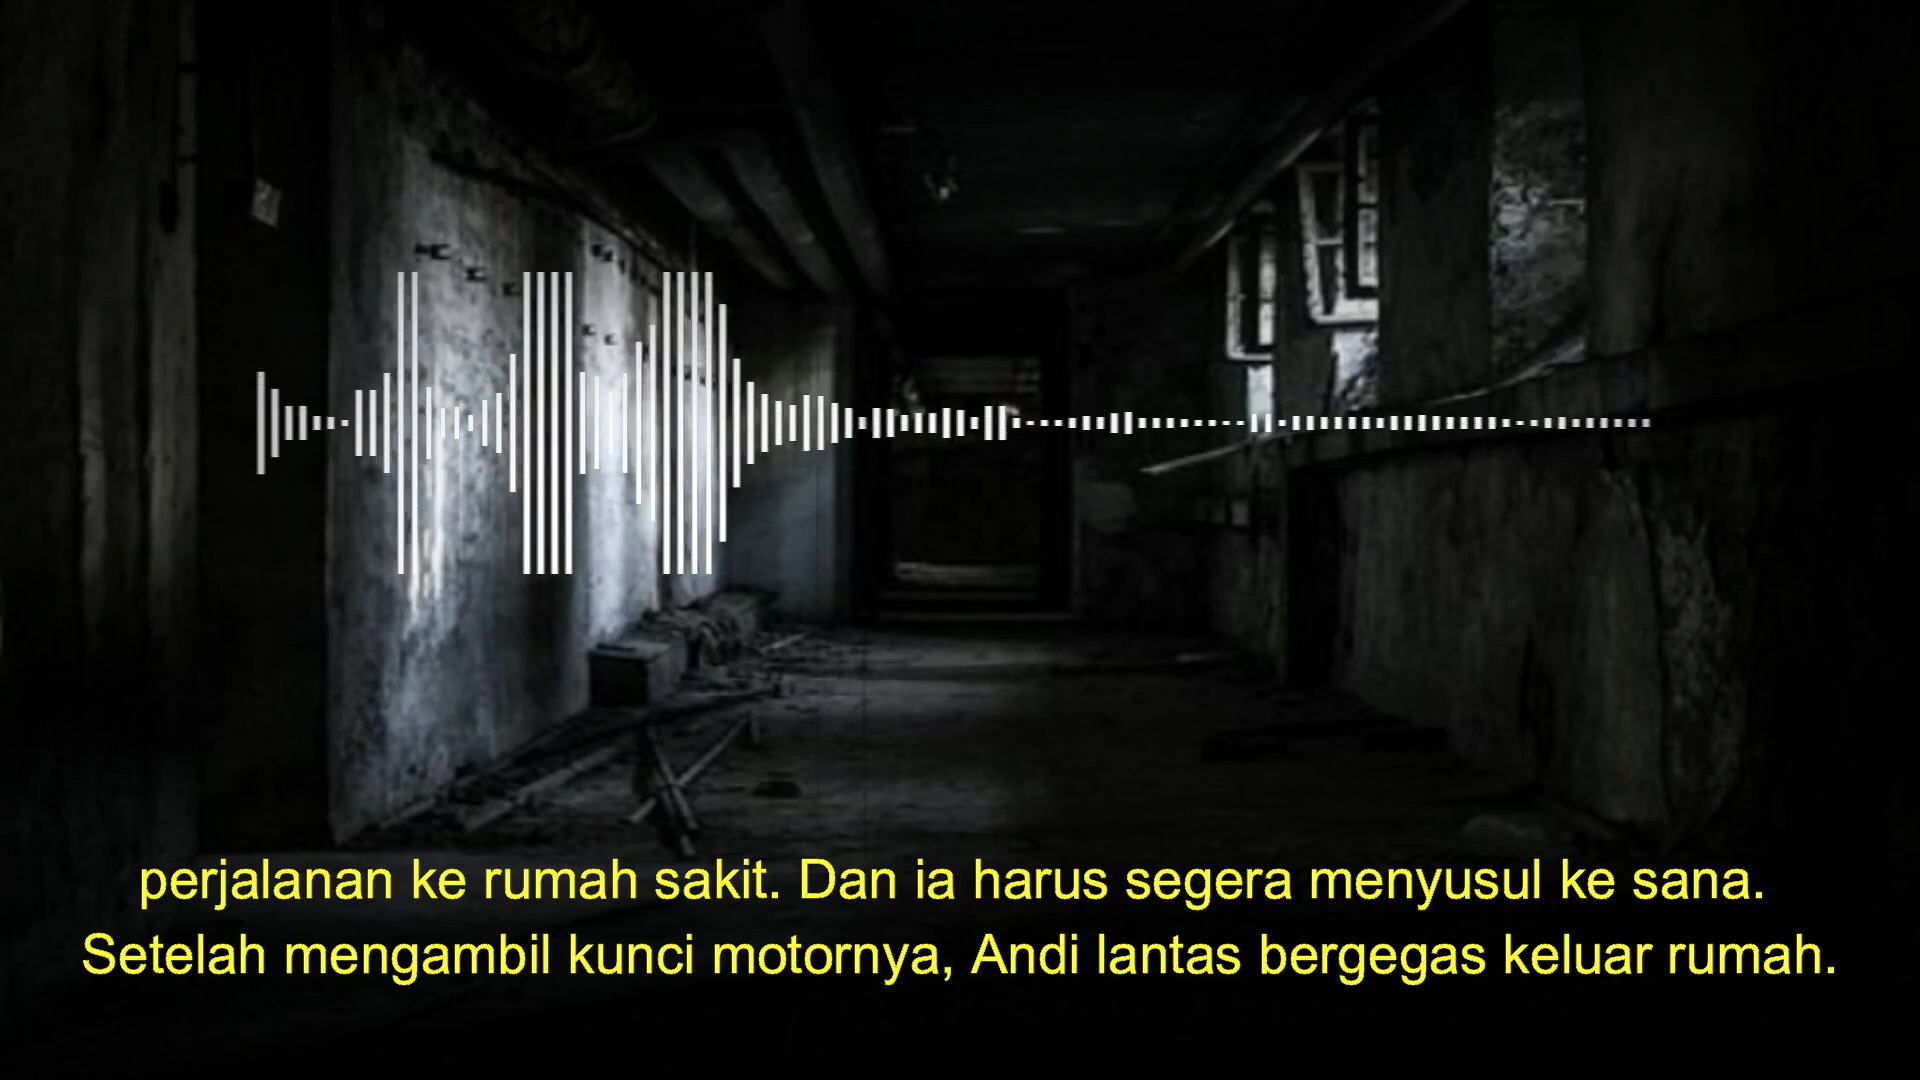 perjalanan ke rumah sakit. Dan ia harus segera menyusul ke sana.
Setelah mengambil kunci motornya, Andi lantas bergegas keluar rumah.